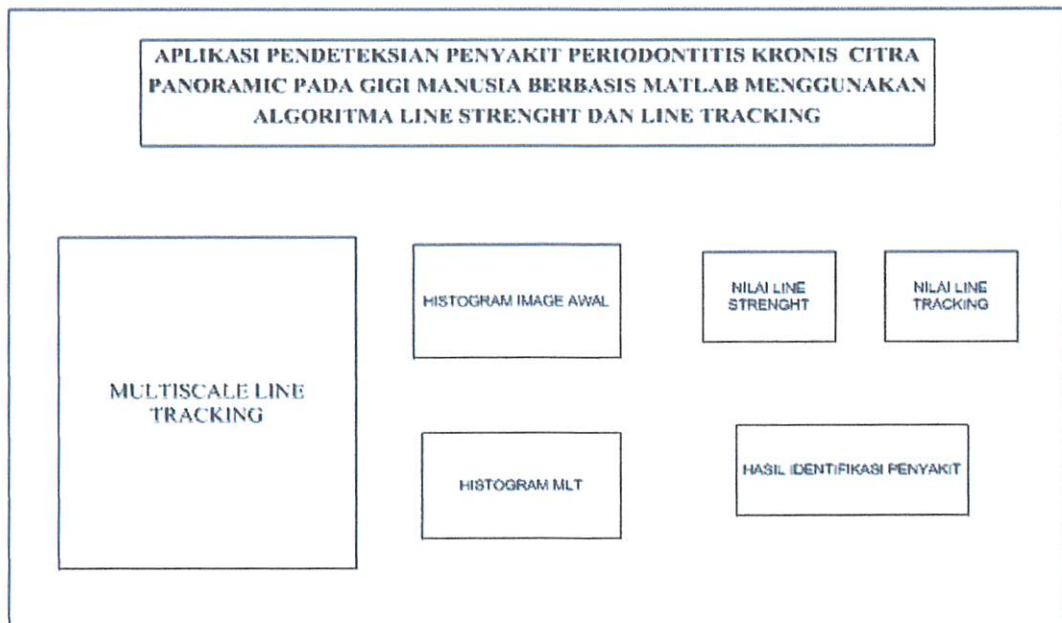 APLIKASI PENDETEKSIAN PENYAKIT PERIODONTITIS KRONIS CITRA
PANORAMIC PADA GIGI MANUSIA BERBASIS MATLAB MENGGUNAKAN
ALGORITMA LINE STRENGHT DAN LINE TRACKING
MULTISCALE LINE
TRACKING
HISTOGRAM IMAGE AWAL
HISTOGRAM MLT
NILAI LINE
STRENGHT
NILAI LINE
TRACKING
HASIL IDENTIFIKASI PENYAKIT